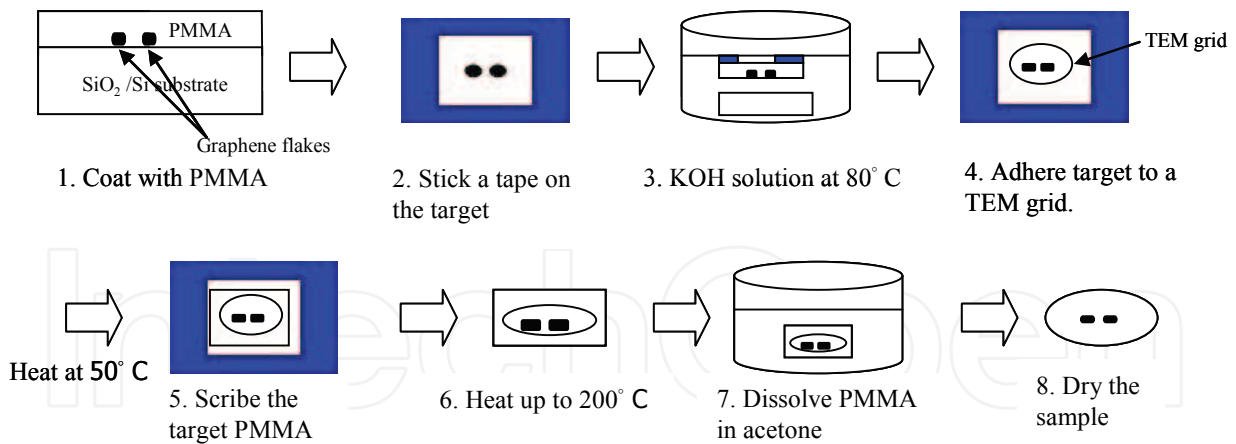 PMMA
SiO2 /Si substrate
Graphene flakes
1. Coat with PMMA
2. Stick a tape on
the target
3. KOH solution at 80° C
TEM grid
4. Adhere target to a
TEM grid.
Heat at 50° C
5. Scribe the
target PMMA
6. Heat up to 200° C
7. Dissolve PMMA
in acetone
8. Dry the
sample
IntechOpen